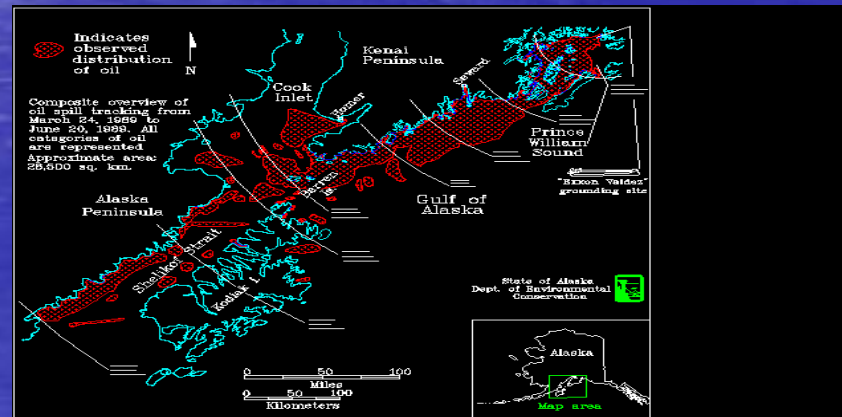 Indicates
observed
distribution
of oil
N
Composite overview of
oil spill tracking from
March 24, 1989 to
June 20, 1989. All
categories of oil
are represented
Approximate area:
28,500 sq. km.
Kenai
Peninsula
Cook
Inlet
Homer
Seward
Prince
William
Sound
"Exxon Valdez"
grounding site
Gulf of
Alaska
Barren
Is
Alaska
Peninsula
Shelikof Strait
Kodiak I
State of Alaska
Dept. of Environmental
Conservation
0 50 100
Miles
0 50 100
Kilometers
Alaska
Map area